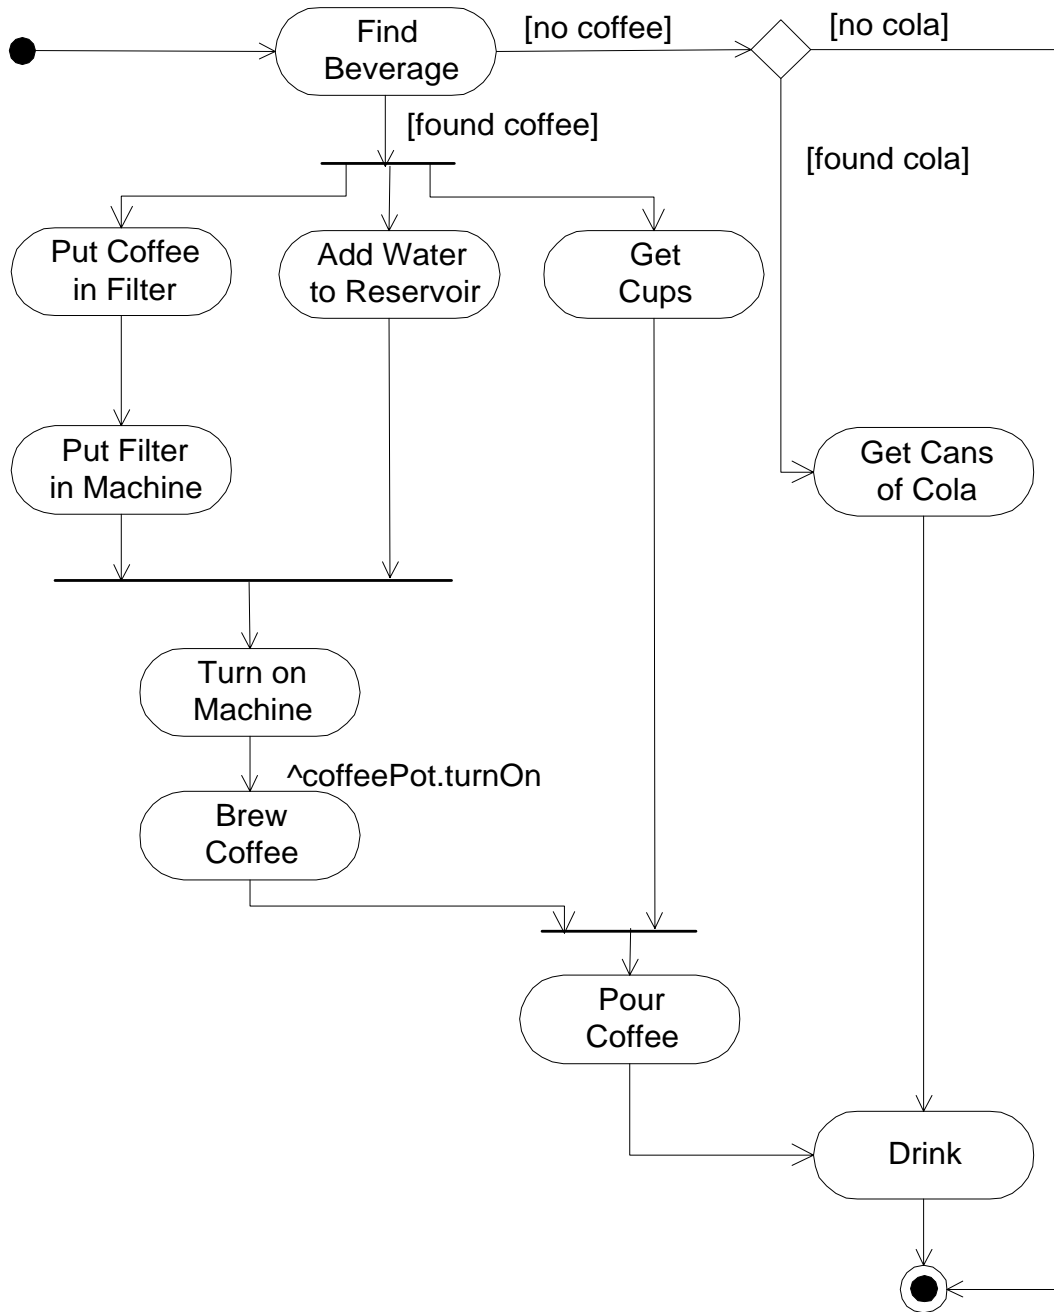 Find
Beverage
[no coffee]
[no cola]
[found coffee]
[found cola]
Put Coffee
in Filter
Add Water
to Reservoir
Get
Cups
Put Filter
in Machine
Get Cans
of Cola
Turn on
Machine
^coffeePot.turnOn
Brew
Coffee
Pour
Coffee
Drink